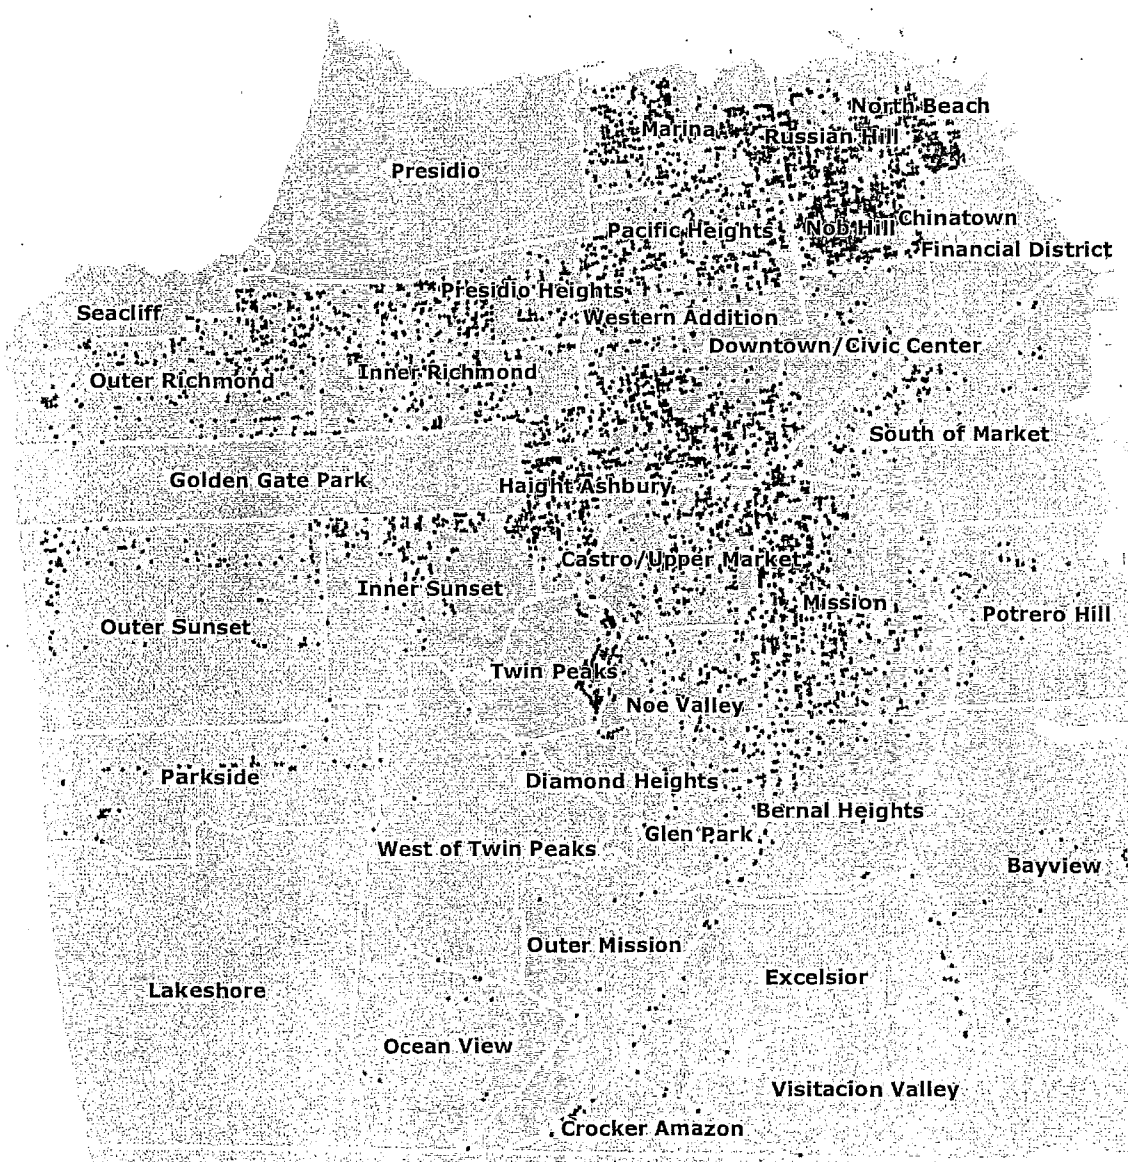 North Beach
Marina
Russian Hill
Presidio
Chinatown
Pacific Heights
Nob Hill
Financial District
Presidio Heights
Seacliff
Western Addition
Downtown/Civic Center
Inner Richmond
Outer Richmond
South of Market
Golden Gate Park
Haight Ashbury
Castro/Upper Market
Inner Sunset
Mission
Potrero Hill
Outer Sunset
Twin Peaks
Noe Valley
Parkside
Diamond Heights
Bernal Heights
Glen Park
West of Twin Peaks
Bayview
Outer Mission
Excelsior
Lakeshore
Ocean View
Visitacion Valley
Crocker Amazon